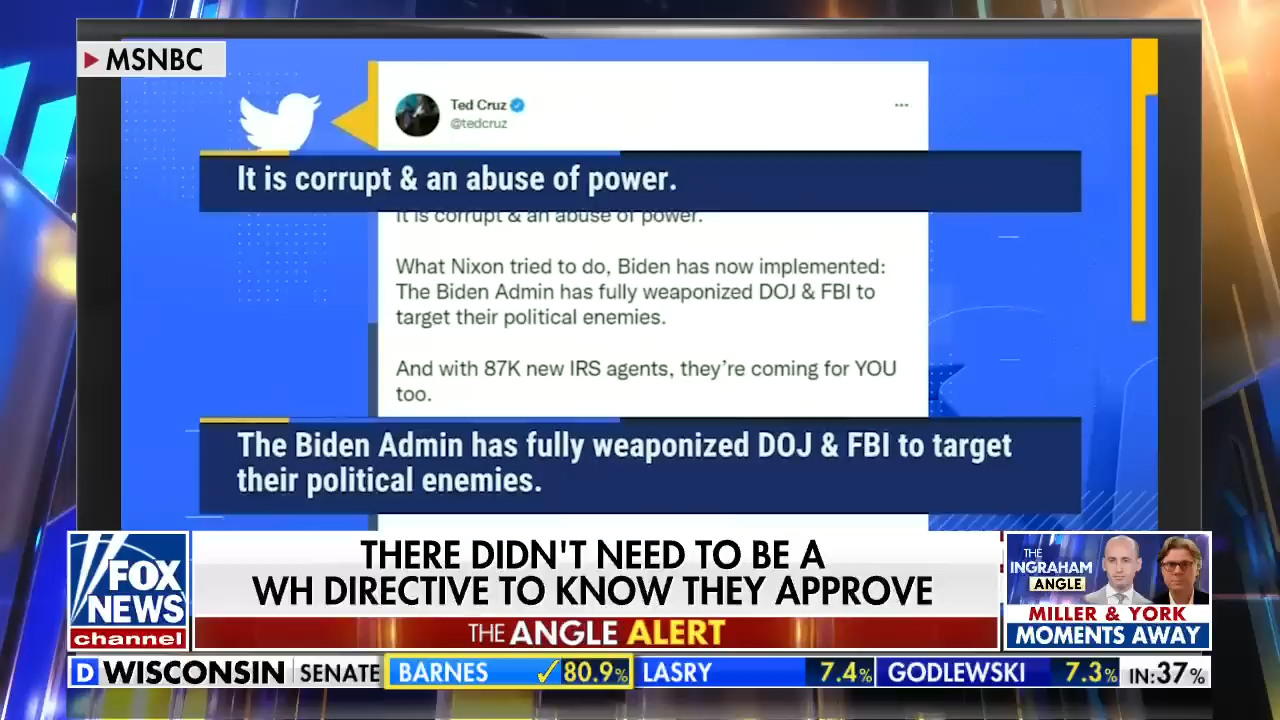 MSNBC
Ted Cruz
@tedcruz
It is corrupt & an abuse of power.
It is corrupt & an abuse of power.
What Nixon tried to do, Biden has now implemented:
The Biden Admin has fully weaponized DOJ & FBI to
target their political enemies.
And with 87K new IRS agents, they're coming for YOU
too.
The Biden Admin has fully weaponized DOJ & FBI to target
their political enemies.
FOX
NEWS
channel
THERE DIDN'T NEED TO BE A
WH DIRECTIVE TO KNOW THEY APPROVE
THE ANGLE ALERT
THE
INGRAHAM
ANGLE
MILLER & YORK
MOMENTS AWAY
D WISCONSIN SENATE BARNES ✓80.9% LASRY 7.4% GODLEWSKI 7.3% IN:37%